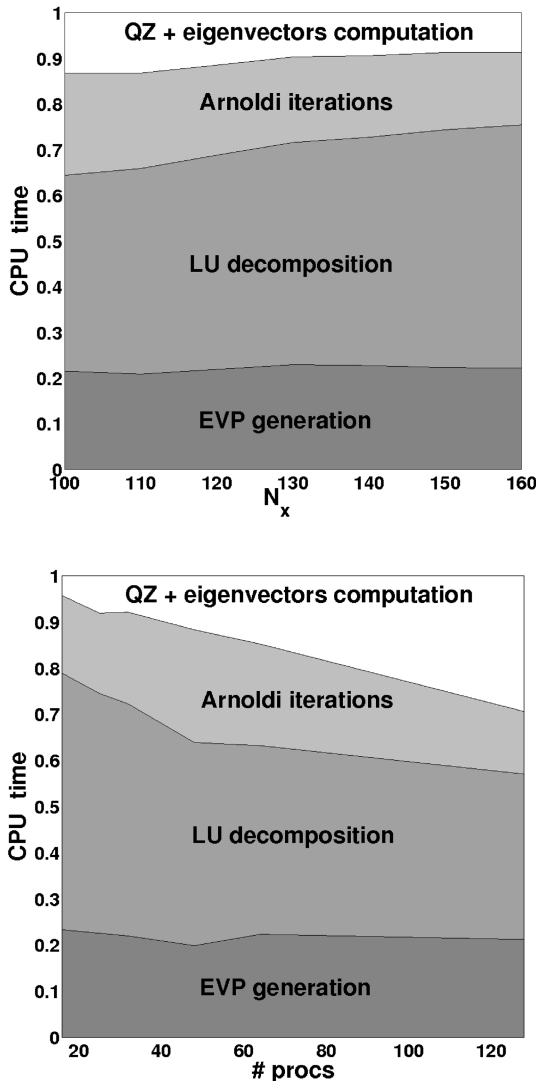 1
QZ + eigenvectors computation
0.9
Arnoldi iterations
0.8
0.7
0.6
CPU time
0.5
LU decomposition
0.4
0.3
0.2
EVP generation
0.1
0
100 110 120 130 140 150 160
N_x
1
QZ + eigenvectors computation
0.9
0.8
Arnoldi iterations
0.7
0.6
CPU time
0.5
LU decomposition
0.4
0.3
0.2
EVP generation
0.1
0
20 40 60 80 100 120
# procs